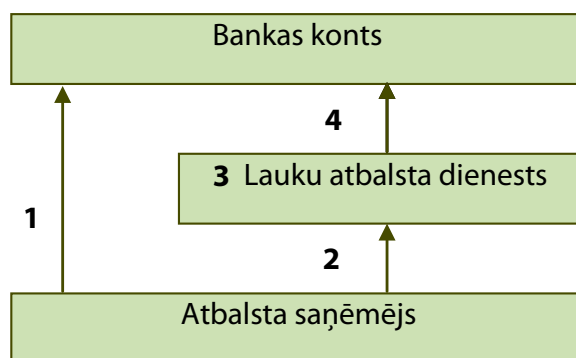 Bankas konts
4
3 Lauku atbalsta dienests
1
2
Atbalsta saņēmējs